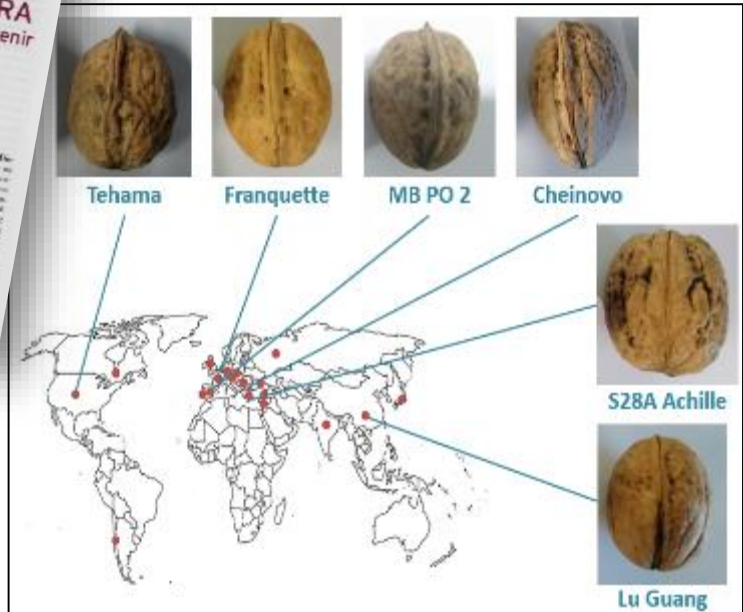 RA
enir
Tehama
Franquette
MB PO 2
Cheinovo
S28A Achille
Lu Guang